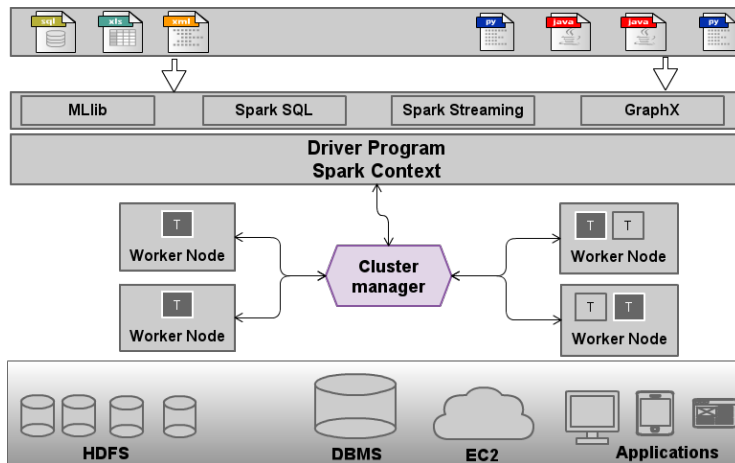 sql
xls
xml
py
java
java
py
MLlib
Spark SQL
Spark Streaming
GraphX
Driver Program
Spark Context
T
Worker Node
T
Worker Node
Cluster
manager
T T
Worker Node
T T
Worker Node
HDFS
DBMS
EC2
Applications